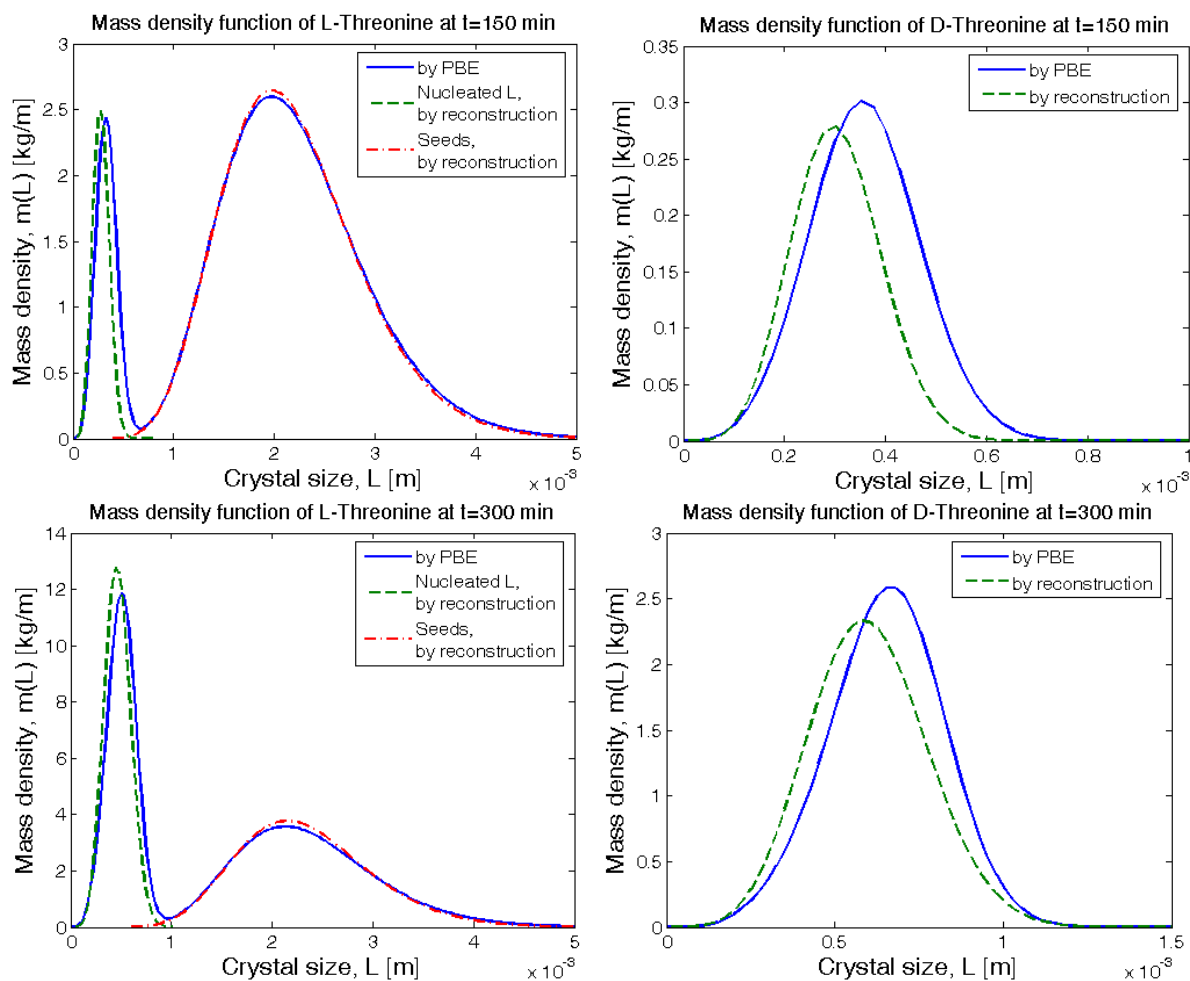 Mass density function of L-Threonine at t=150 min
Mass density, m(L) [kg/m]
3
2.5
2
1.5
1
0.5
0
by PBE
Nucleated L,
by reconstruction
Seeds,
by reconstruction
0 1 2 3 4 5
Crystal size, L [m]
x 10-3
Mass density function of D-Threonine at t=150 min
Mass density, m(L) [kg/m]
0.35
0.3
0.25
0.2
0.15
0.1
0.05
0
by PBE
by reconstruction
0 0.2 0.4 0.6 0.8 1
Crystal size, L [m]
x 10-3
Mass density function of L-Threonine at t=300 min
Mass density, m(L) [kg/m]
14
12
10
8
6
4
2
0
by PBE
Nucleated L,
by reconstruction
Seeds,
by reconstruction
0 1 2 3 4 5
Crystal size, L [m]
x 10-3
Mass density function of D-Threonine at t=300 min
Mass density, m(L) [kg/m]
3
2.5
2
1.5
1
0.5
0
by PBE
by reconstruction
0 0.5 1 1.5
Crystal size, L [m]
x 10-3